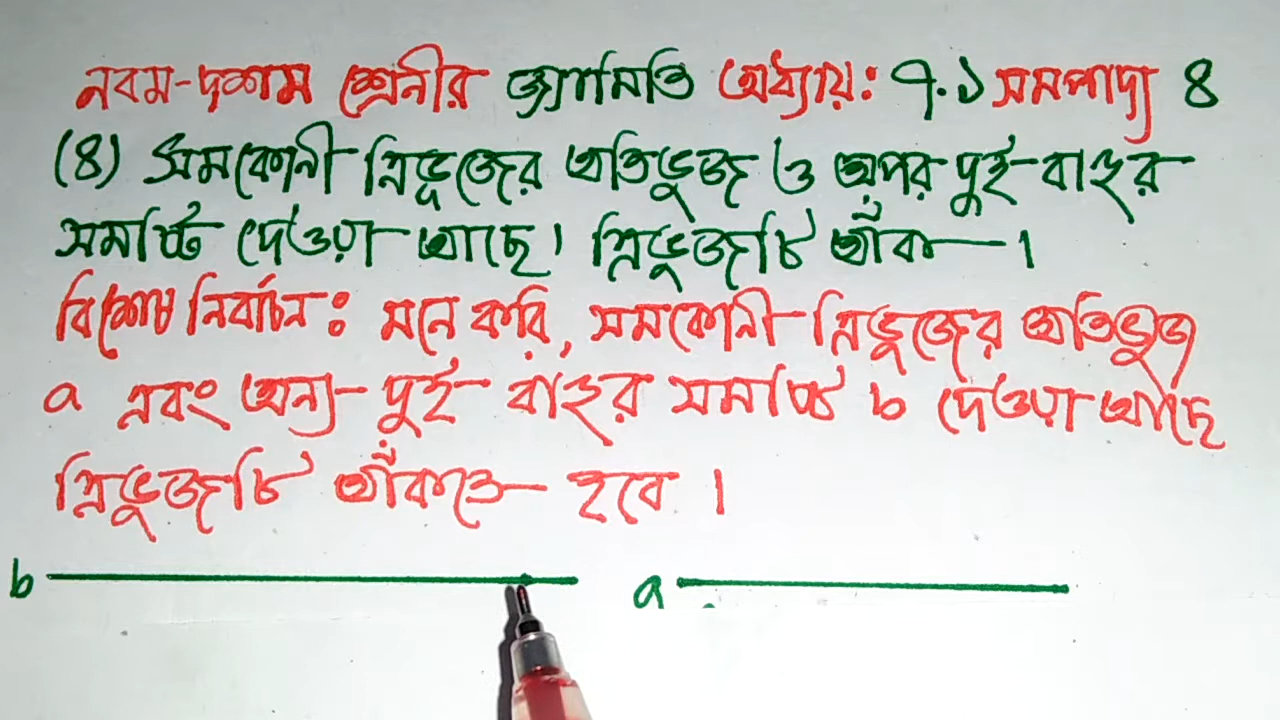 নবম-দশম শ্রেনীর জ্যামিতি অধ্যায়: ৭.১ সমপাদ্য ৪
(৪) সমকোনী ত্রিভূজের অতিভুজ ও অপর দুই বাহুর
সমষ্টি দেওয়া আছে। ত্রিভুজটি আঁক।
বিশেষ নির্বাচন: মনে করি, সমকোনী ত্রিভুজের অতিভুজ
a এবং অন্য দুই বাহুর সমষ্টি b দেওয়া আছে
ত্রিভুজটি আঁকতে হবে।
b a